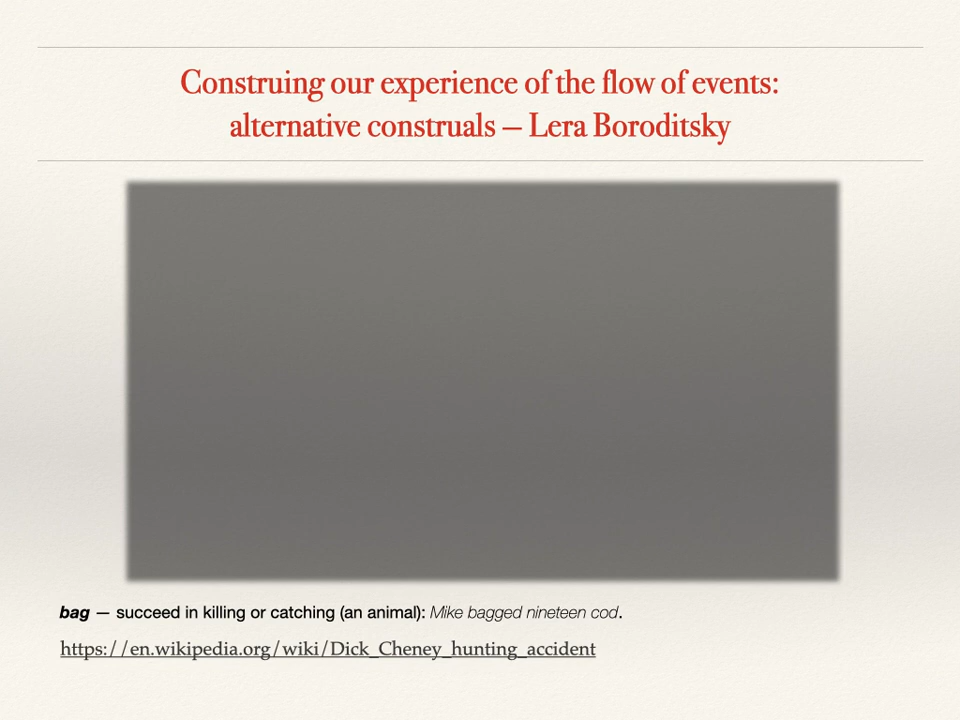 Construing our experience of the flow of events:
alternative construals — Lera Boroditsky
bag — succeed in killing or catching (an animal): Mike bagged nineteen cod.
https://en.wikipedia.org/wiki/Dick_Cheney_hunting_accident